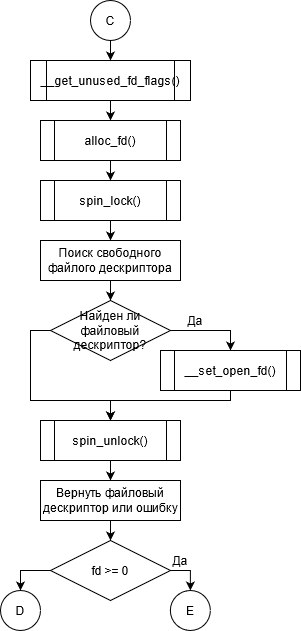 C
__get_unused_fd_flags()
alloc_fd()
spin_lock()
Поиск свободного
файлого дескриптора
Найден ли
файловый
дескриптор?
Да
__set_open_fd()
spin_unlock()
Вернуть файловый
дескриптор или ошибку
fd >= 0
Да
D
E